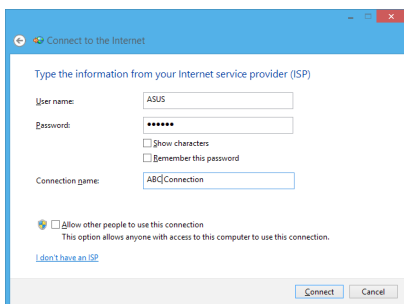 Connect to the Internet
Type the information from your Internet service provider (ISP)
User name:
ASUS
Password:
••••••
Show characters
Remember this password
Connection name:
ABC Connection
Allow other people to use this connection
This option allows anyone with access to this computer to use this connection.
I don't have an ISP
Connect
Cancel